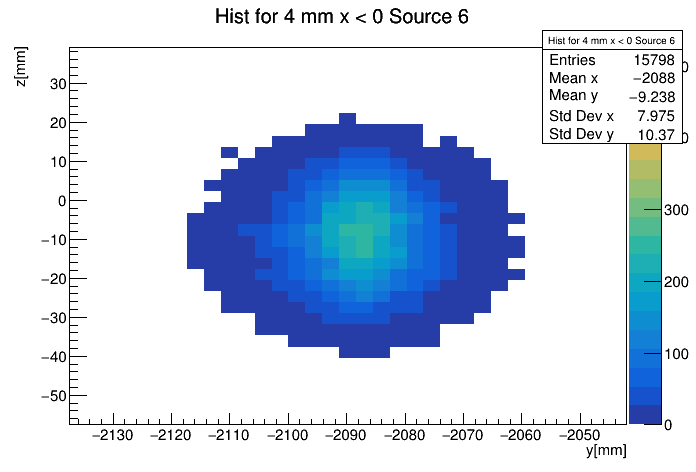 Hist for 4 mm x < 0 Source 6
z[mm]
Hist for 4 mm x < 0 Source 6
Entries 15798
Mean x −2088
Mean y −9.238
Std Dev x 7.975
Std Dev y 10.37
30
20
10
0
−10
−20
−30
−40
−50
0
0
300
200
100
0
−2130 −2120 −2110 −2100 −2090 −2080 −2070 −2060 −2050
y[mm]